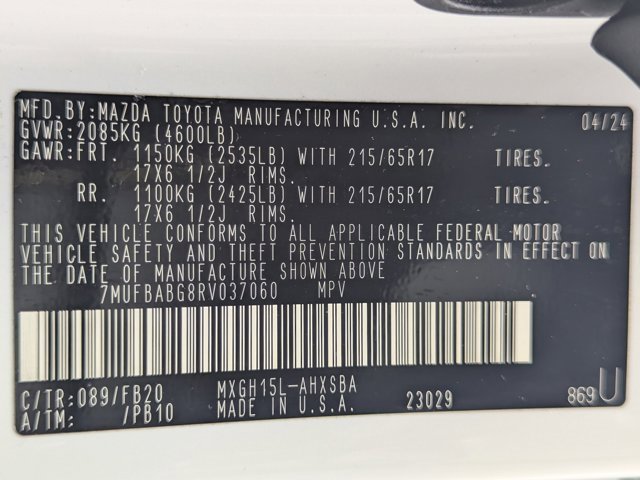 MFD.BY:MAZDA TOYOTA MANUFACTURING U.S.A. INC. 04/24
GVWR:2085KG (4600LB)
GAWR:FRT. 1150KG (2535LB) WITH 215/65R17 TIRES.
17X6 1/2J RIMS.
RR. 1100KG (2425LB) WITH 215/65R17 TIRES.
17X6 1/2J RIMS.
THIS VEHICLE CONFORMS TO ALL APPLICABLE FEDERAL MOTOR
VEHICLE SAFETY AND THEFT PREVENTION STANDARDS IN EFFECT ON
THE DATE OF MANUFACTURE SHOWN ABOVE
7MUFBABG8RV037060 MPV
C/TR:089/FB20 MXGH15L-AHXSBA
A/TM: /PB10 MADE IN U.S.A. 23029 869U